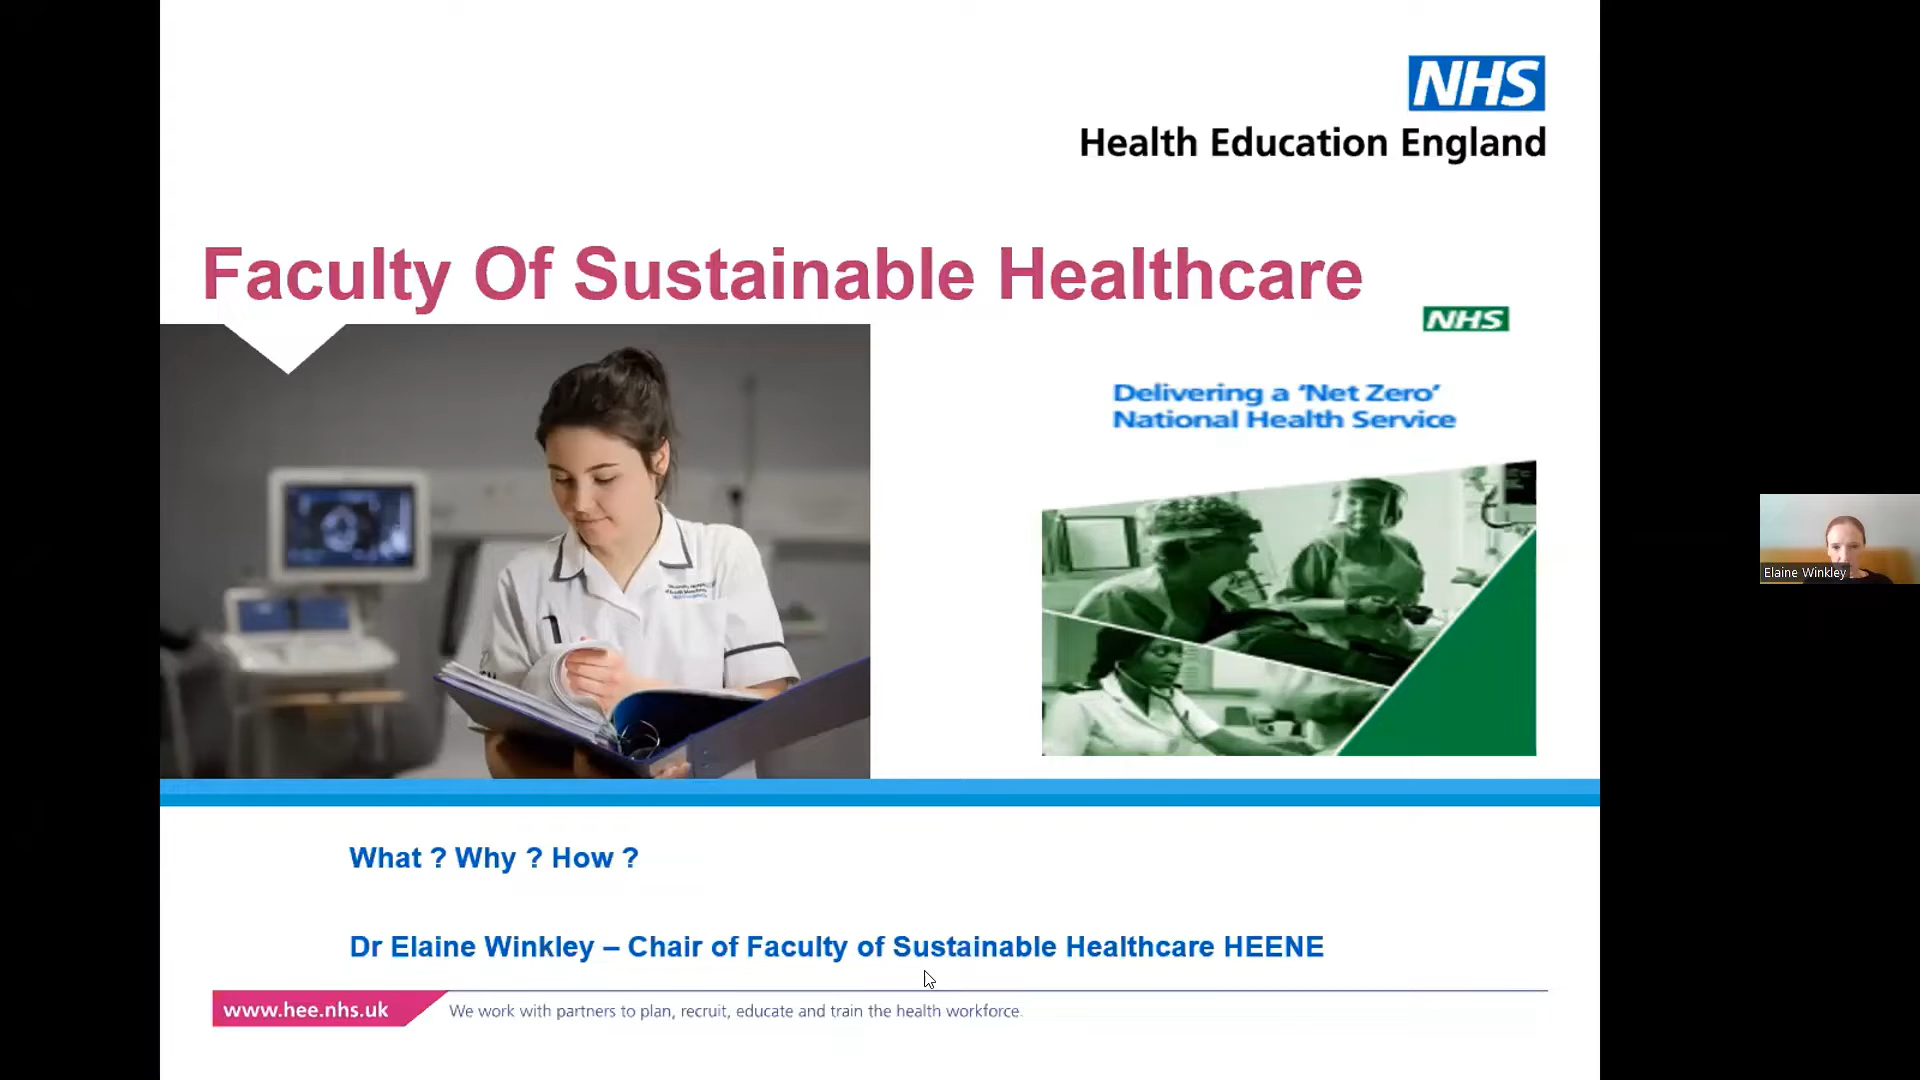 NHS
Health Education England
Faculty Of Sustainable Healthcare
NHS
Delivering a ‘Net Zero’
National Health Service
Elaine Winkley
What ? Why ? How ?
Dr Elaine Winkley – Chair of Faculty of Sustainable Healthcare HEENE
www.hee.nhs.uk
We work with partners to plan, recruit, educate and train the health workforce.